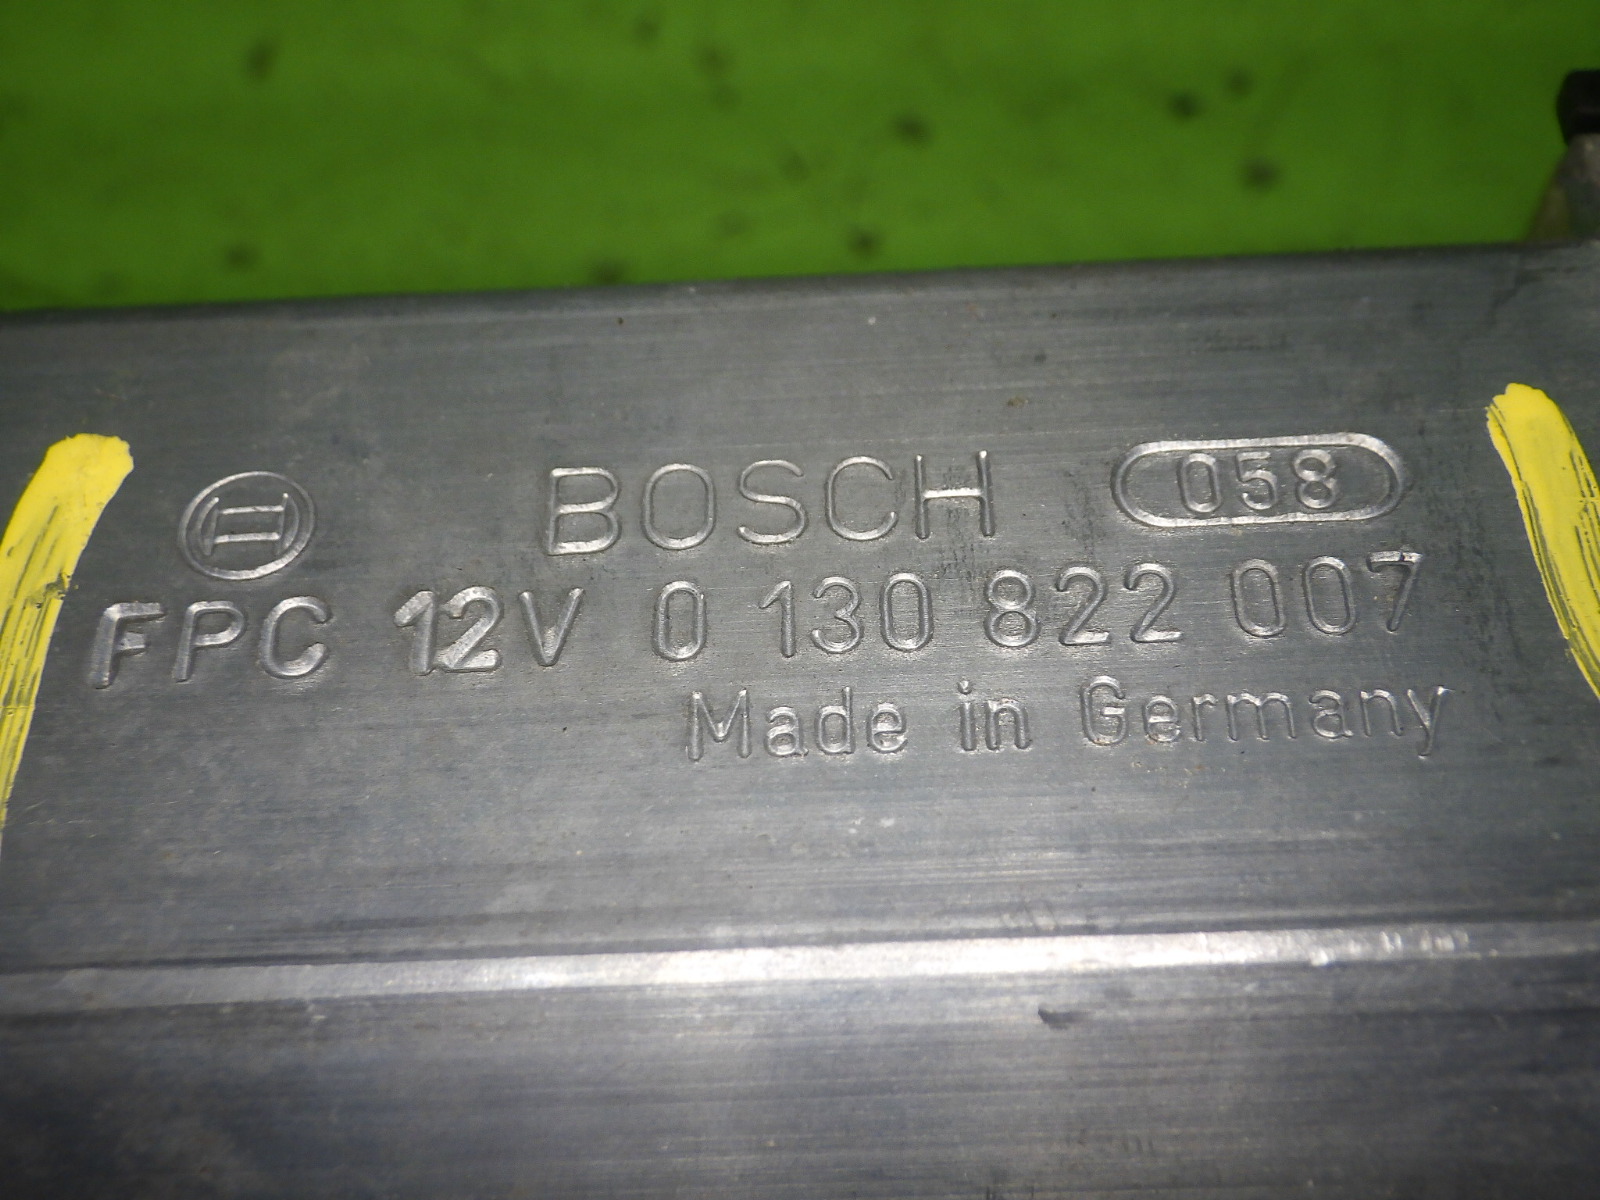 BOSCH 058
FPC 12V 0 130 822 007
Made in Germany